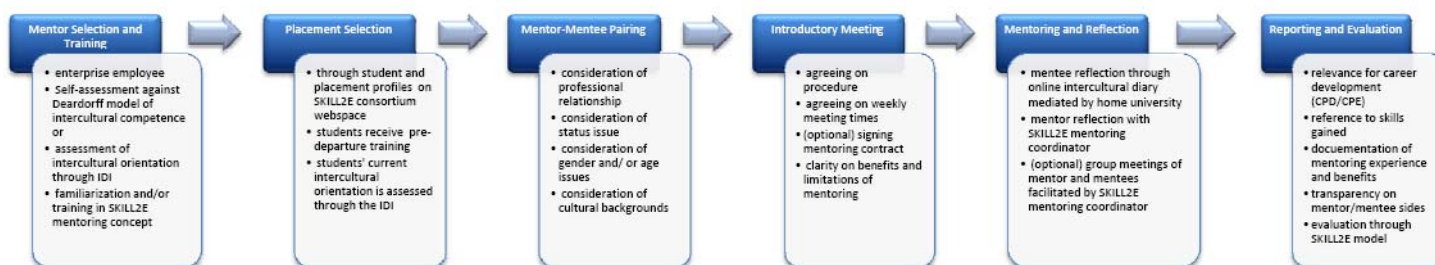 Mentor Selection and
Training
• enterprise employee
• Self-assessment against
Deardorff model of
intercultural competence
or
• assessment of
intercultural orientation
through IDI
• familiarization and/or
training in SKILL2E
mentoring concept
Placement Selection
• through student and
placement profiles on
SKILL2E consortium
webspace
• students receive pre-
departure training
• students' current
intercultural
orientation is assessed
through the IDI
Mentor-Mentee Pairing
• consideration of
professional
relationship
• consideration of
status issue
• consideration of
gender and/ or age
issues
• consideration of
cultural backgrounds
Introductory Meeting
• agreeing on
procedure
• agreeing on weekly
meeting times
• (optional) signing
mentoring contract
• clarity on benefits and
limitations of
mentoring
Mentoring and Reflection
• mentee reflection through
online intercultural diary
mediated by home university
• mentor reflection with
SKILL2E mentoring
coordinator
• (optional) group meetings of
mentor and mentees
facilitated by SKILL2E
mentoring coordinator
Reporting and Evaluation
• relevance for career
development
(CPD/CPE)
• reference to skills
gained
• docuementation of
mentoring experience
and benefits
• transparency on
mentor/mentee sides
• evaluation through
SKILL2E model